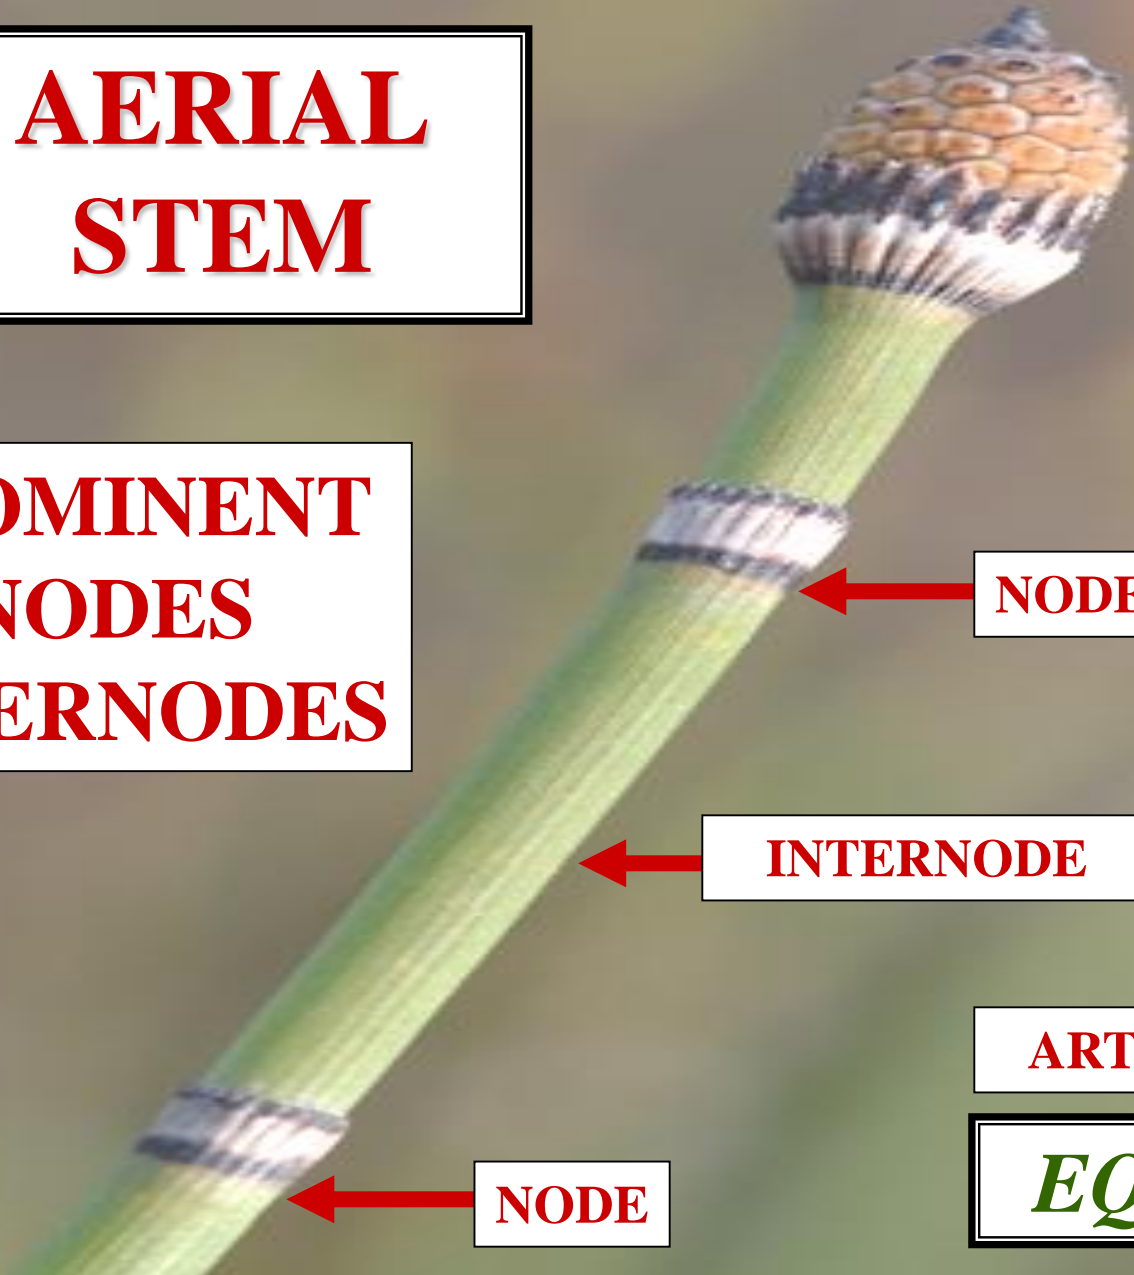 AERIAL
STEM
OMINENT
NODES
ERNODES
NODE
INTERNODE
ART
NODE
EQ